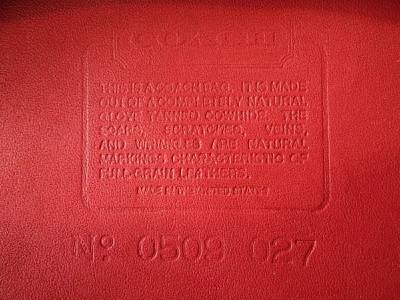 COACH
THIS IS A COACH BAG. IT IS MADE
OUT OF A COMPLETELY NATURAL
GLOVE TANNED COWHIDE. THE
SCARS, SCRATCHES, VEINS,
AND WRINKLES ARE NATURAL
MARKINGS CHARACTERISTIC OF
FULL GRAIN LEATHERS.
MADE IN THE UNITED STATES
Nº 0509 027